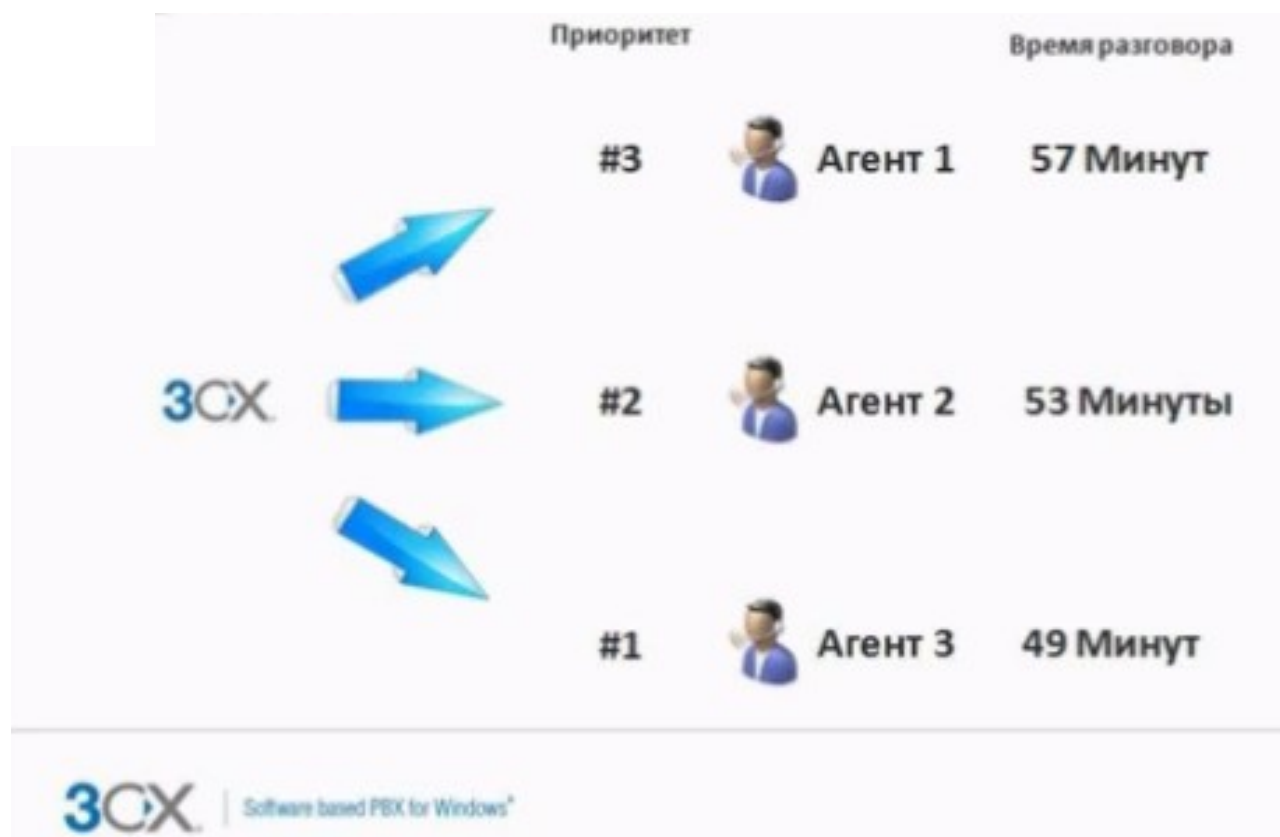 Приоритет
Время разговора
#3 Агент 1 57 Минут
3CX
#2 Агент 2 53 Минуты
#1 Агент 3 49 Минут
3CX Software based PBX for Windows®